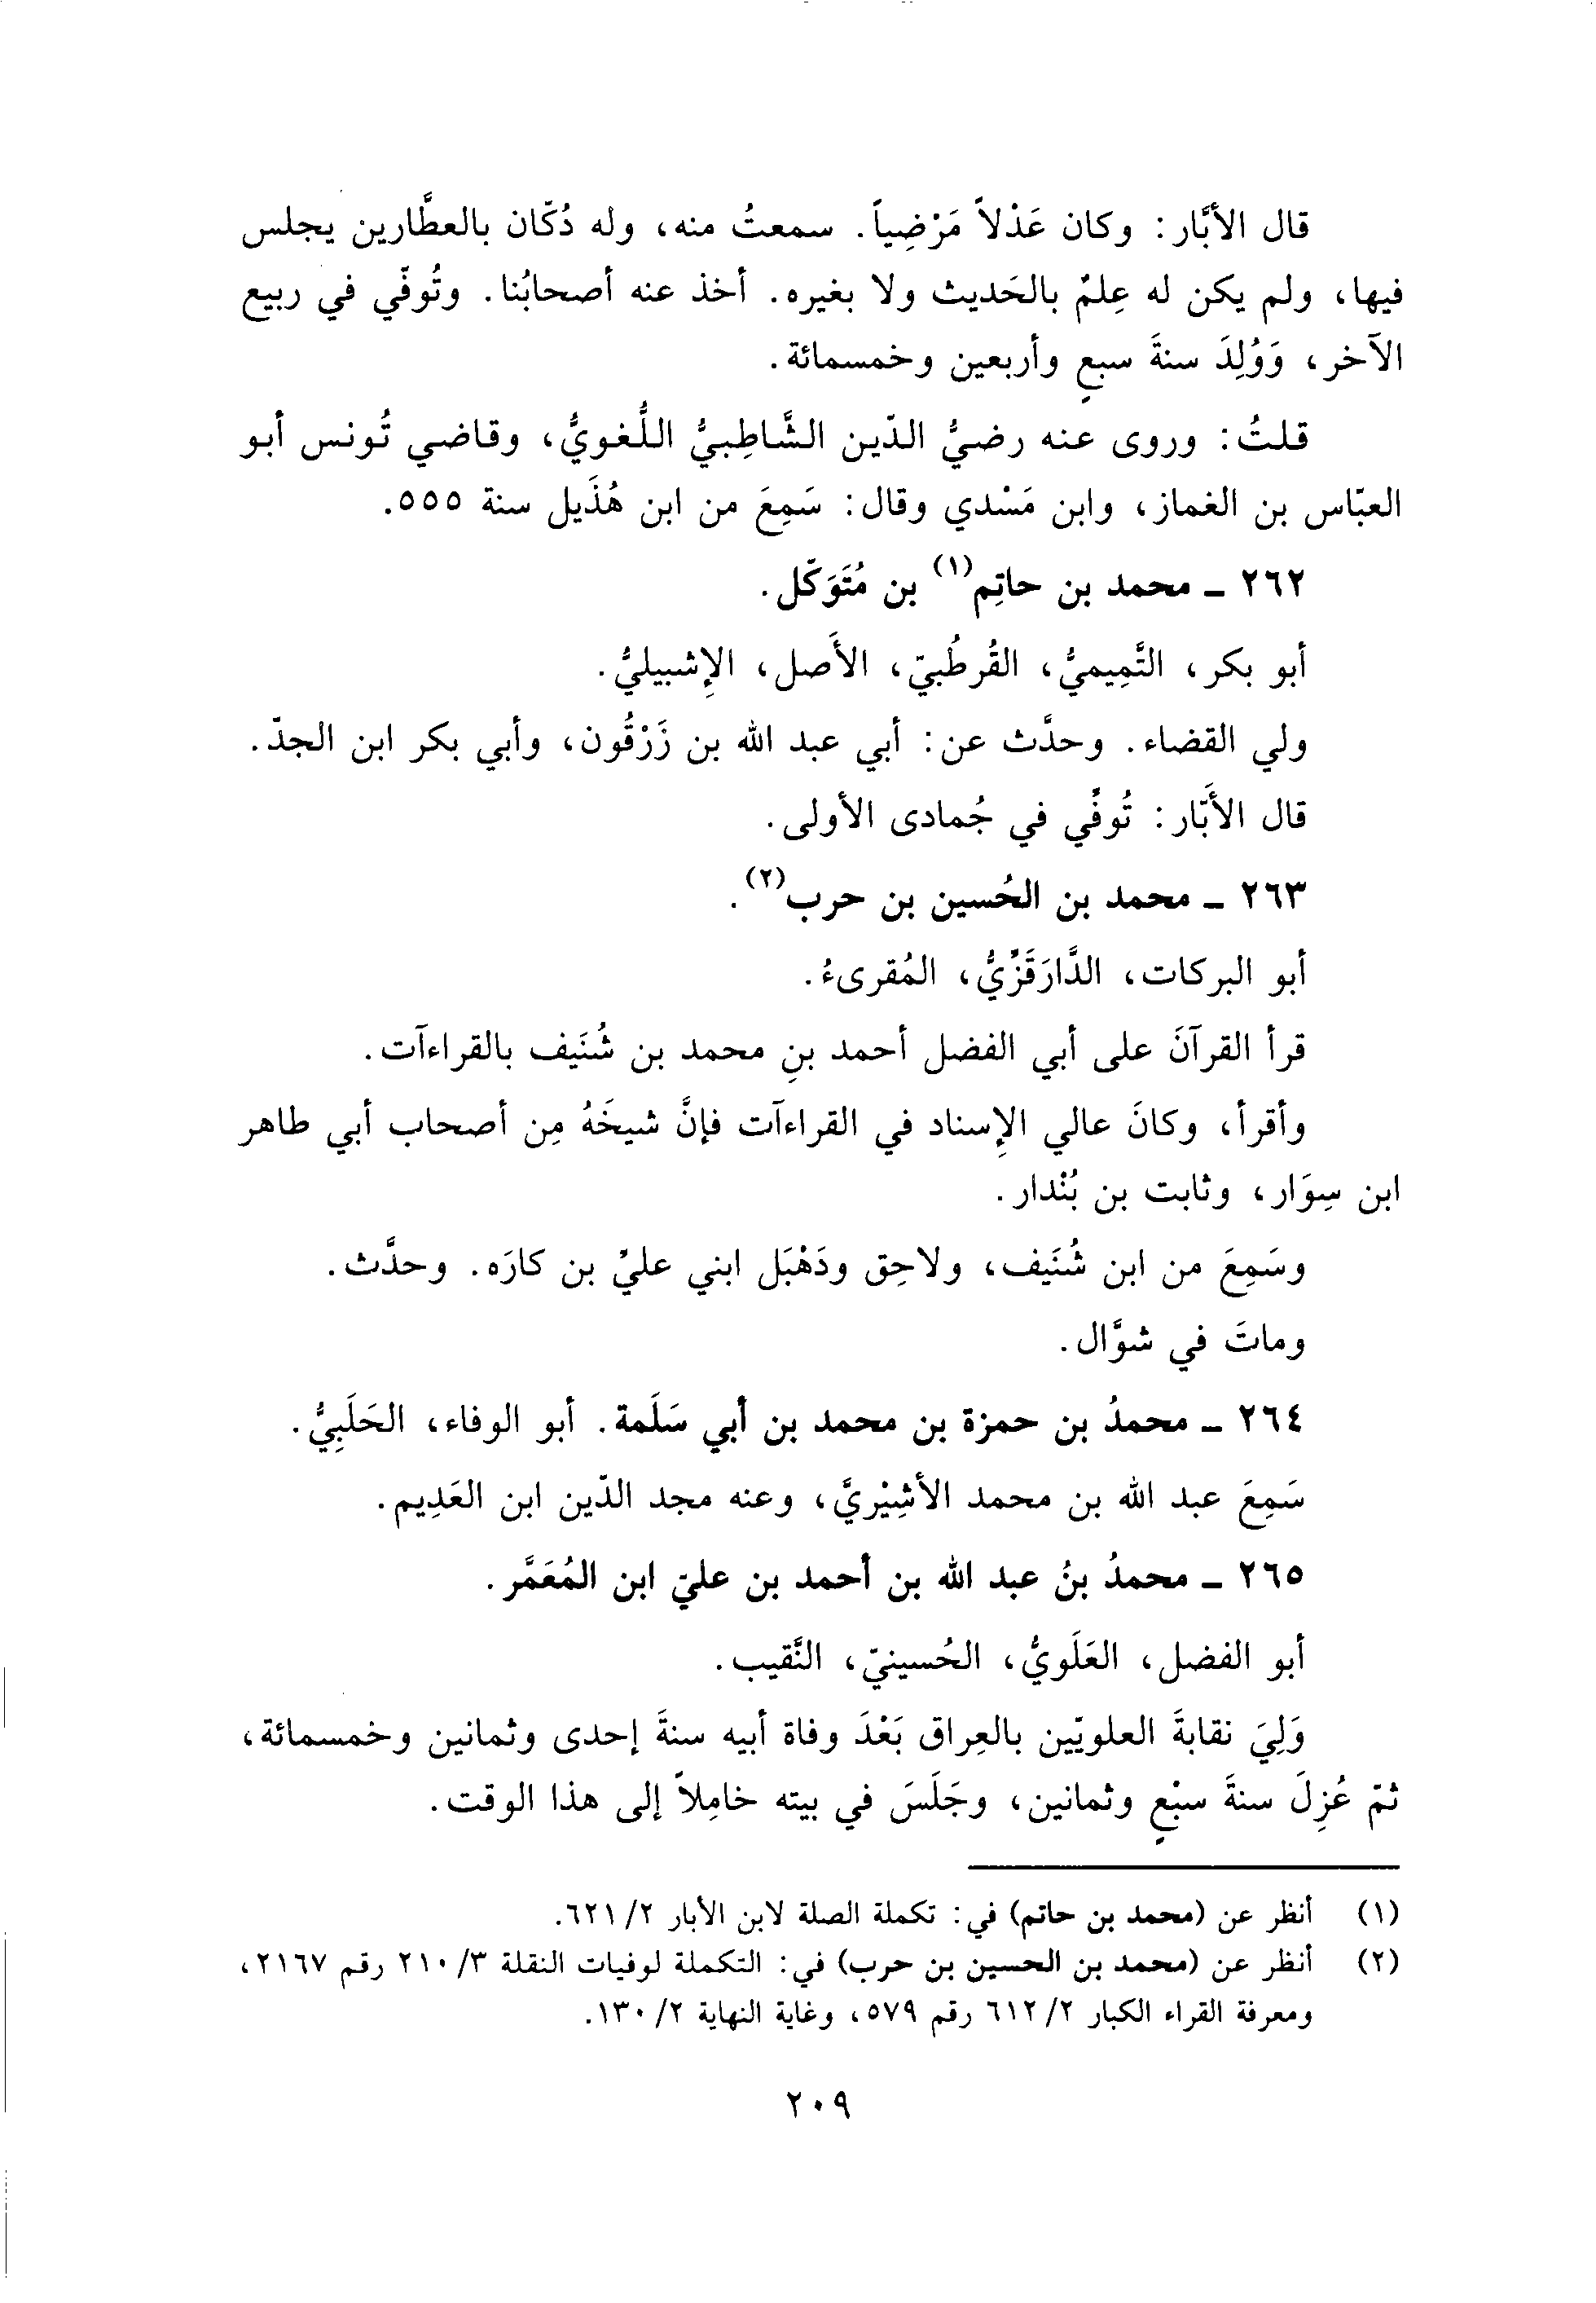 قال الأبَّار: وكان عَدْلاً مَرْضِياً. سمعتُ منه، وله دُكّان بالعطَّارين يجلس
فيها، ولم يكن له عِلمٌ بالحَديث ولا بغيره. أخذ عنه أصحابُنا. وتُوفّي في ربيع
الآخر، وَوُلِدَ سنةَ سبعٍ وأربعين وخمسمائة.
قلتُ: وروى عنه رضيُّ الدّين الشَّاطِبيُّ اللُّغويُّ، وقاضي تُونس أبو
العبّاس بن الغماز، وابن مَسْدي وقال: سَمِعَ من ابن هُذَيل سنة ٥٥٥.
٢٦٢ ـ محمد بن حاتِم(١) بن مُتَوَكّل.
أبو بكر، التَّمِيميُّ، القُرطُبيّ، الأَصل، الإِشبيليُّ.
ولي القضاء. وحدَّث عن: أبي عبد الله بن زَرْقُون، وأبي بكر ابن الجدّ.
قال الأَبّار: تُوفِّي في جُمادى الأولى.
٢٦٣ ـ محمد بن الحُسين بن حرب(٢).
أبو البركات، الدَّارَقَزِّيُّ، المُقرىءُ.
قرأ القرآنَ على أبي الفضل أحمد بنِ محمد بن شُنَيف بالقراءآت.
وأقرأ، وكانَ عالي الإِسناد في القراءآت فإنَّ شيخَهُ مِن أصحاب أبي طاهر
ابن سِوَار، وثابت بن بُنْدار.
وسَمِعَ من ابن شُنَيف، ولاحِق ودَهْبَل ابني عليّ بن كارَه. وحدَّث.
وماتَ في شوَّال.
٢٦٤ ـ محمدُ بن حمزة بن محمد بن أبي سَلَمة. أبو الوفاء، الحَلَبِيُّ.
سَمِعَ عبد الله بن محمد الأشِيْريَّ، وعنه مجد الدّين ابن العَدِيم.
٢٦٥ ـ محمدُ بنُ عبد الله بن أحمد بن عليّ ابن المُعَمَّر.
أبو الفضل، العَلَويُّ، الحُسينيّ، النَّقيب.
وَلِيَ نقابةَ العلويّين بالعِراق بَعْدَ وفاة أبيه سنةَ إحدى وثمانين وخمسمائة،
ثمّ عُزِلَ سنةَ سبْعٍ وثمانين، وجَلَسَ في بيته خامِلاً إلى هذا الوقت.
(١) أنظر عن (محمد بن حاتم) في: تكملة الصلة لابن الأبار ٢/ ٦٢١.
(٢) أنظر عن (محمد بن الحسين بن حرب) في: التكملة لوفيات النقلة ٣/ ٢١٠ رقم ٢١٦٧،
ومعرفة القراء الكبار ٢/ ٦١٢ رقم ٥٧٩، وغاية النهاية ٢/ ١٣٠.
٢٠٩